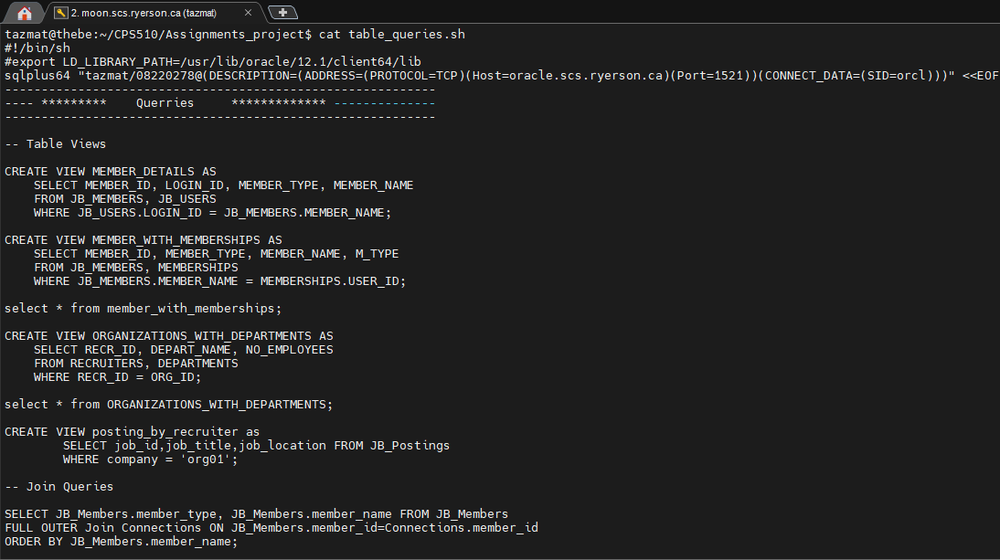 2. moon.scs.ryerson.ca (tazmat)
tazmat@thebe:~/CPS510/Assignments_project$ cat table_queries.sh
#!/bin/sh
#export LD_LIBRARY_PATH=/usr/lib/oracle/12.1/client64/lib
sqlplus64 "tazmat/08220278@(DESCRIPTION=(ADDRESS=(PROTOCOL=TCP)(Host=oracle.scs.ryerson.ca)(Port=1521))(CONNECT_DATA=(SID=orcl)))" <<EOF
-----------------------------------------------------------
---- *********    Querries     ************* --------------
-----------------------------------------------------------
-- Table Views
CREATE VIEW MEMBER_DETAILS AS
    SELECT MEMBER_ID, LOGIN_ID, MEMBER_TYPE, MEMBER_NAME
    FROM JB_MEMBERS, JB_USERS
    WHERE JB_USERS.LOGIN_ID = JB_MEMBERS.MEMBER_NAME;
CREATE VIEW MEMBER_WITH_MEMBERSHIPS AS
    SELECT MEMBER_ID, MEMBER_TYPE, MEMBER_NAME, M_TYPE
    FROM JB_MEMBERS, MEMBERSHIPS
    WHERE JB_MEMBERS.MEMBER_NAME = MEMBERSHIPS.USER_ID;
select * from member_with_memberships;
CREATE VIEW ORGANIZATIONS_WITH_DEPARTMENTS AS
    SELECT RECR_ID, DEPART_NAME, NO_EMPLOYEES
    FROM RECRUITERS, DEPARTMENTS
    WHERE RECR_ID = ORG_ID;
select * from ORGANIZATIONS_WITH_DEPARTMENTS;
CREATE VIEW posting_by_recruiter as
        SELECT job_id,job_title,job_location FROM JB_Postings
        WHERE company = 'org01';
-- Join Queries
SELECT JB_Members.member_type, JB_Members.member_name FROM JB_Members
FULL OUTER Join Connections ON JB_Members.member_id=Connections.member_id
ORDER BY JB_Members.member_name;